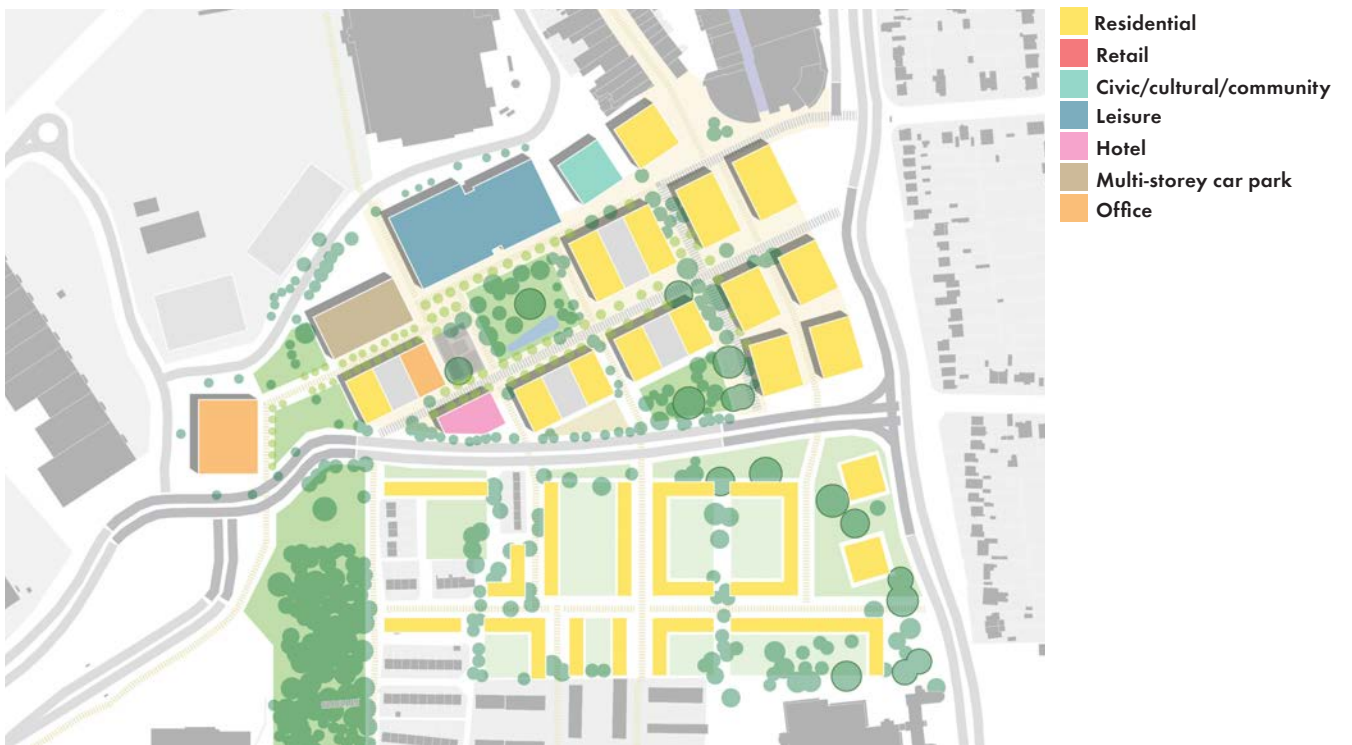 Residential
Retail
Civic/cultural/community
Leisure
Hotel
Multi-storey car park
Office